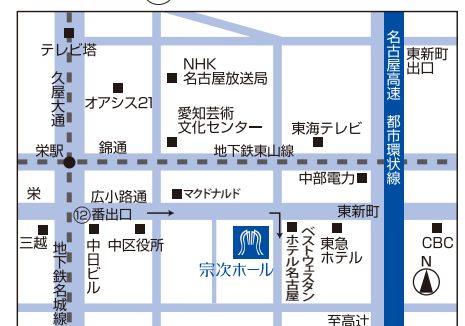 テレビ塔
久屋大通
オアシス21
NHK
名古屋放送局
愛知芸術
文化センター
名古屋高速 都市環状線
東新町
出口
東海テレビ
栄駅
錦通
地下鉄東山線
中部電力
栄
広小路通
マクドナルド
⑫番出口
東新町
三越
地下鉄名城線
中日ビル
中区役所
宗次ホール
ベストウェスタン
ホテル名古屋
東急
ホテル
CBC
N
至高辻